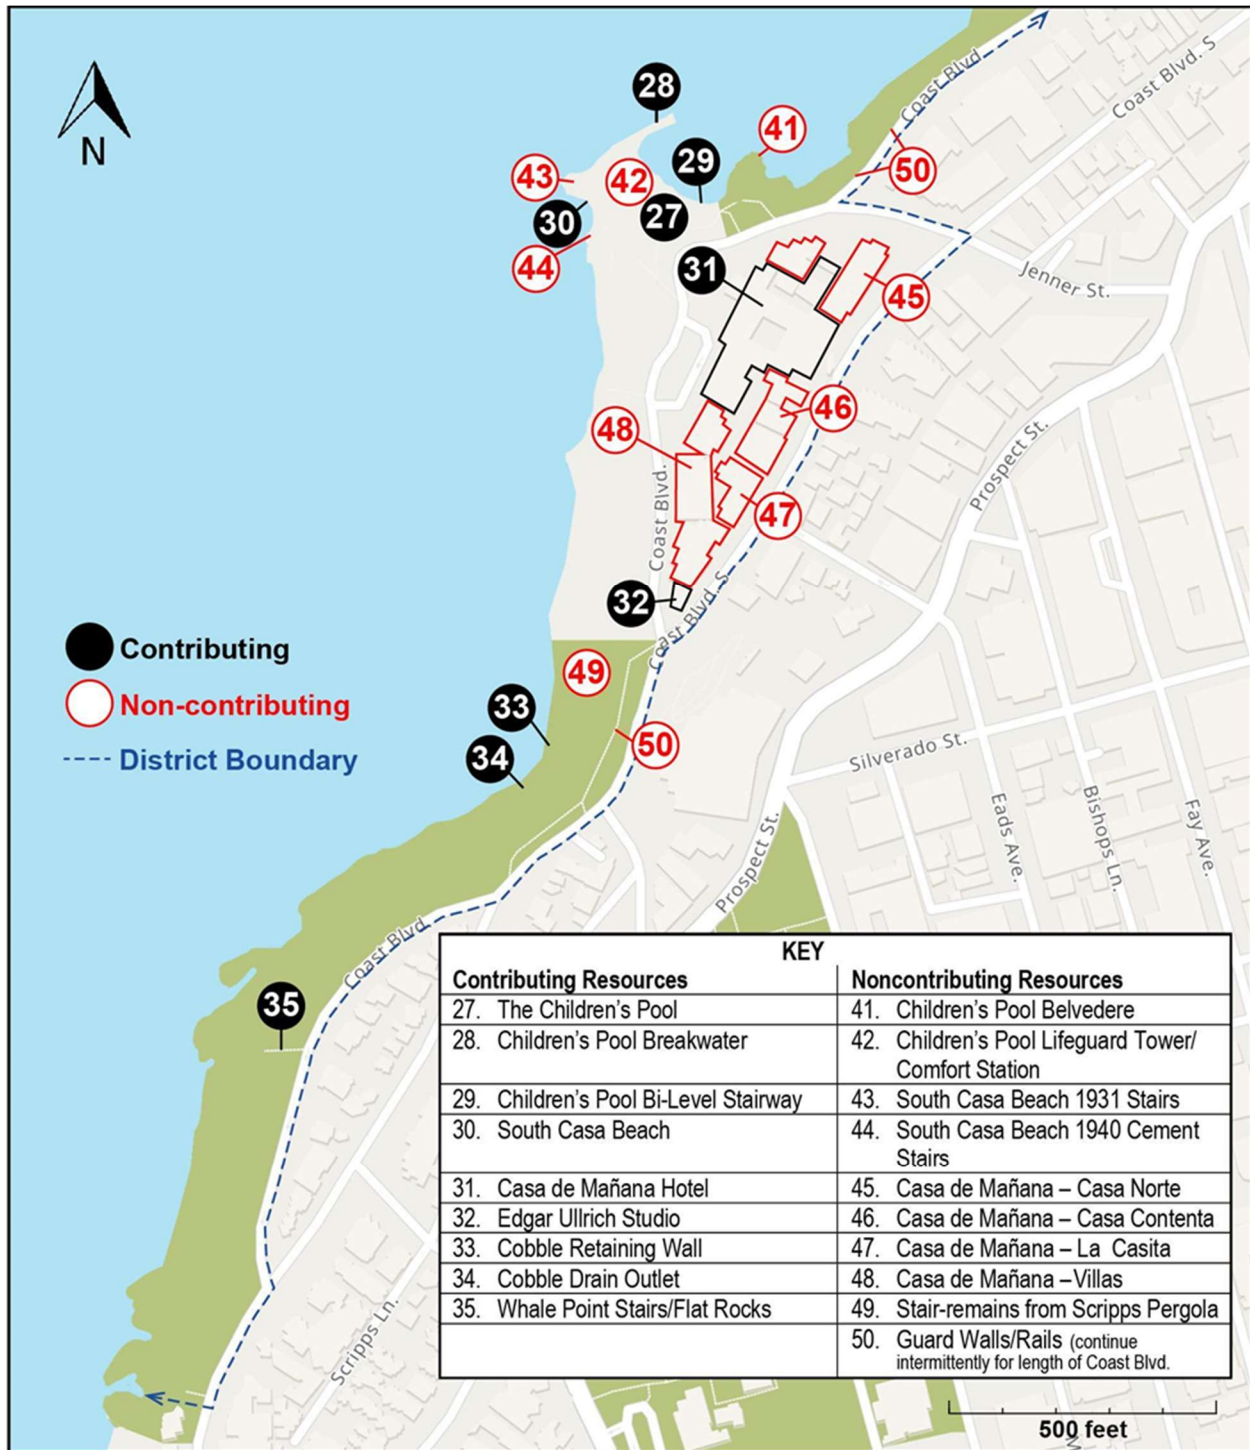 28
41
Coast Blvd
Coast Blvd. S
N
43
42
29
50
30
27
44
31
45
Jenner St.
48
46
Prospect St.
Coast Blvd.
47
32
Coast Blvd. S
Contributing
49
33
Non-contributing
50
34
District Boundary
Silverado St.
Eads Ave.
Bishops Ln.
Fay Ave.
Prospect St.
Coast Blvd
35
Scripps Ln.
KEY
Contributing Resources
Noncontributing Resources
27. The Children's Pool
41. Children's Pool Belvedere
28. Children's Pool Breakwater
42. Children's Pool Lifeguard Tower/
Comfort Station
29. Children's Pool Bi-Level Stairway
43. South Casa Beach 1931 Stairs
30. South Casa Beach
44. South Casa Beach 1940 Cement
Stairs
31. Casa de Mañana Hotel
45. Casa de Mañana – Casa Norte
32. Edgar Ullrich Studio
46. Casa de Mañana – Casa Contenta
33. Cobble Retaining Wall
47. Casa de Mañana – La Casita
34. Cobble Drain Outlet
48. Casa de Mañana –Villas
35. Whale Point Stairs/Flat Rocks
49. Stair-remains from Scripps Pergola
50. Guard Walls/Rails (continue
intermittently for length of Coast Blvd.
500 feet